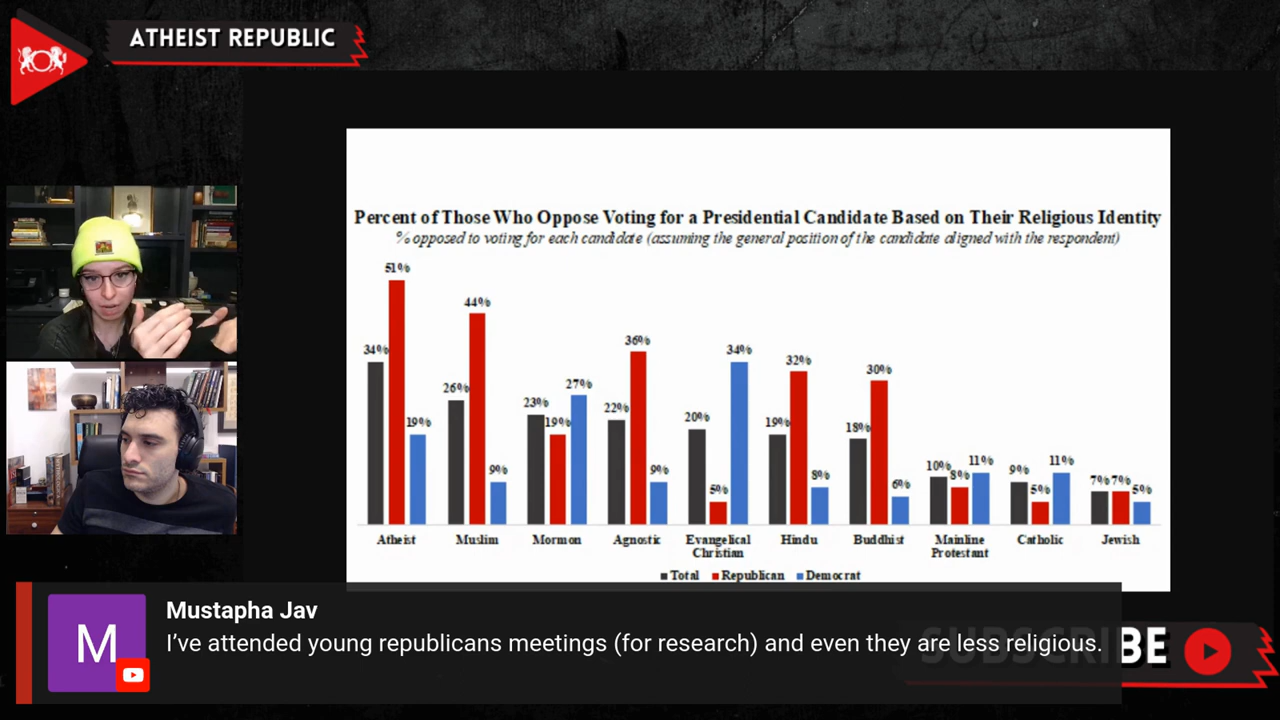 ATHEIST REPUBLIC
Percent of Those Who Oppose Voting for a Presidential Candidate Based on Their Religious Identity
% opposed to voting for each candidate (assuming the general position of the candidate aligned with the respondent)
34% 51% 19%
26% 44% 9%
23% 19% 27%
22% 36% 9%
20% 5% 34%
19% 32% 8%
18% 30% 6%
10% 8% 11%
9% 5% 11%
7% 7% 5%
Atheist
Muslim
Mormon
Agnostic
Evangelical
Christian
Hindu
Buddhist
Mainline
Protestant
Catholic
Jewish
Total Republican Democrat
M
Mustapha Jav
I’ve attended young republicans meetings (for research) and even they are less religious.
SUBSCRIBE